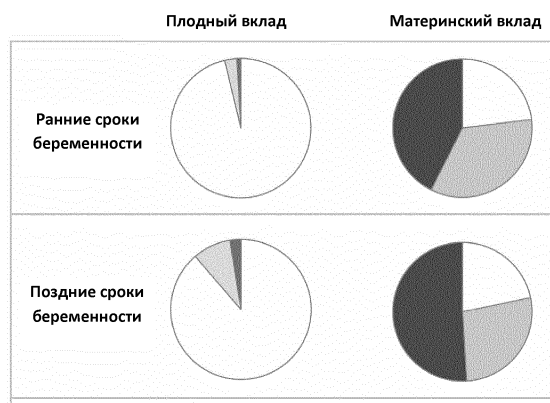 Плодный вклад
Материнский вклад
Ранние сроки
беременности
Поздние сроки
беременности